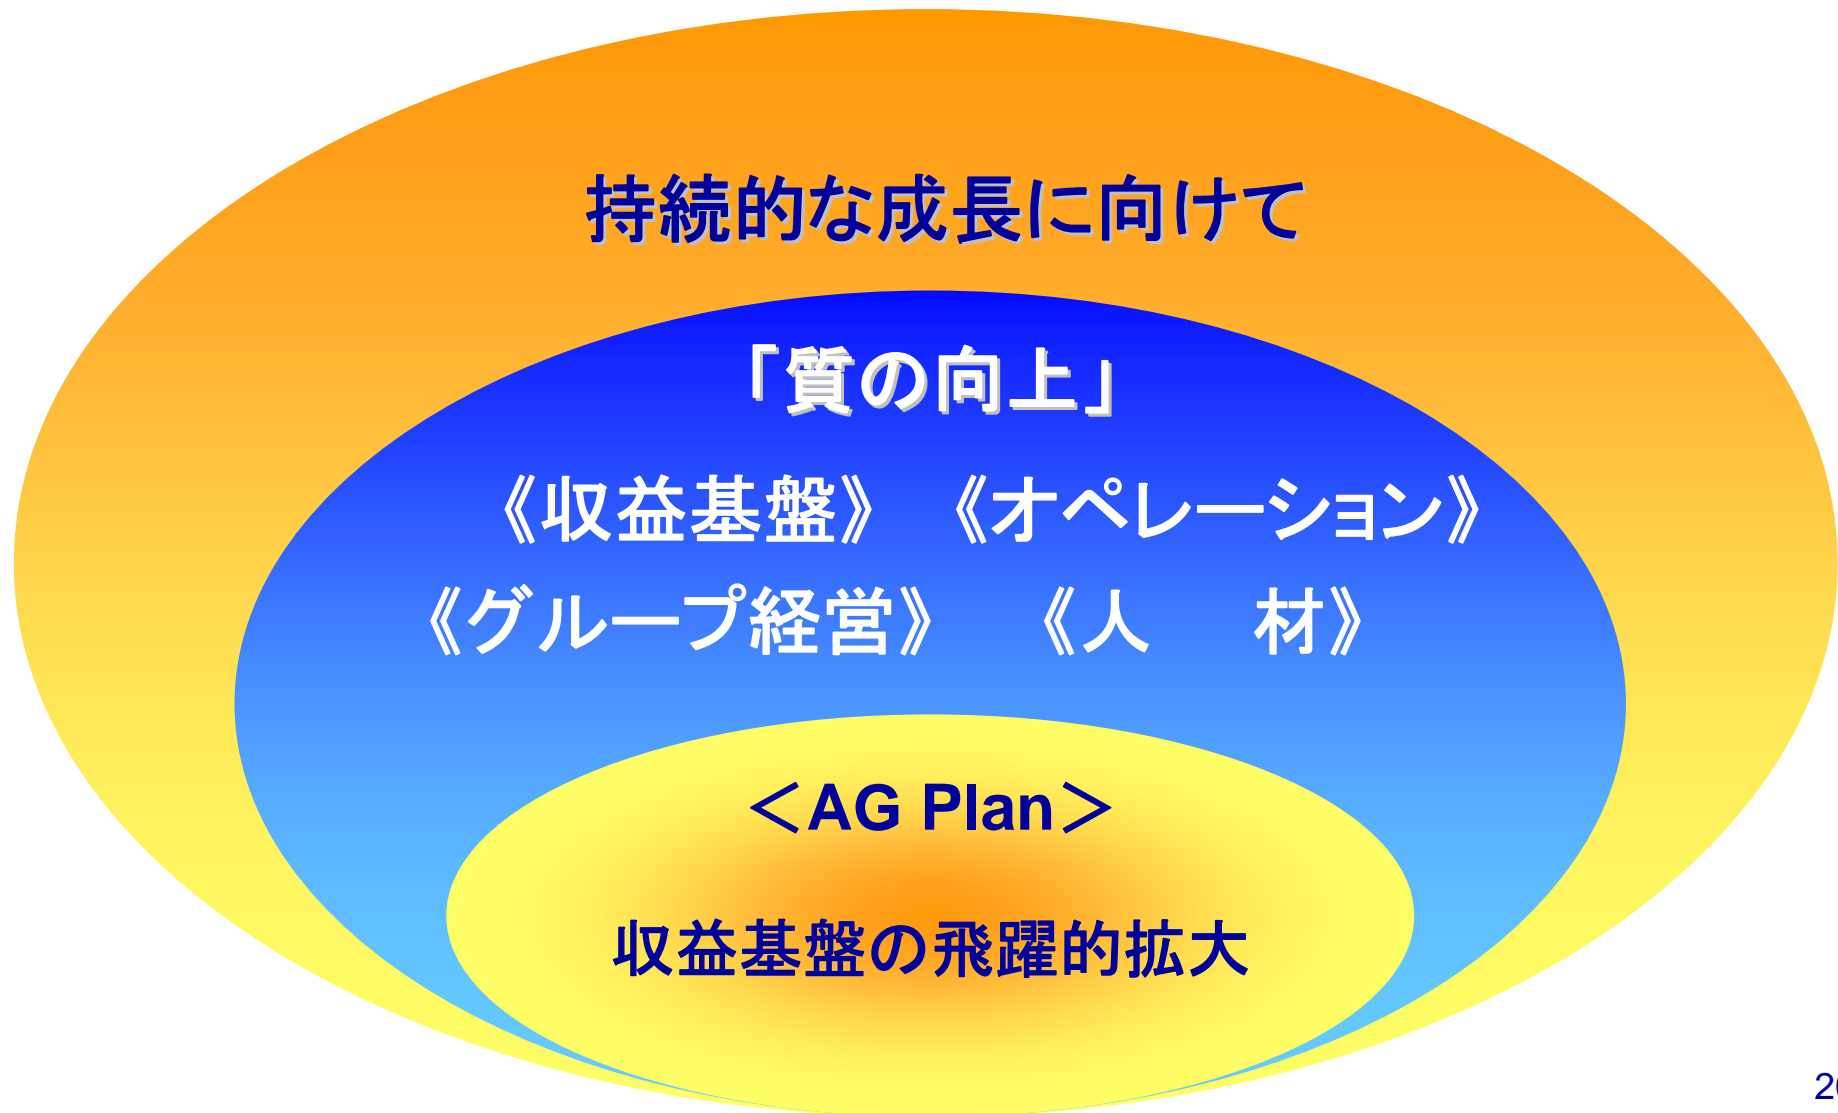 持続的な成長に向けて
「質の向上」
《収益基盤》 《オペレーション》
《グループ経営》 《人　材》
＜AG Plan＞
収益基盤の飛躍的拡大